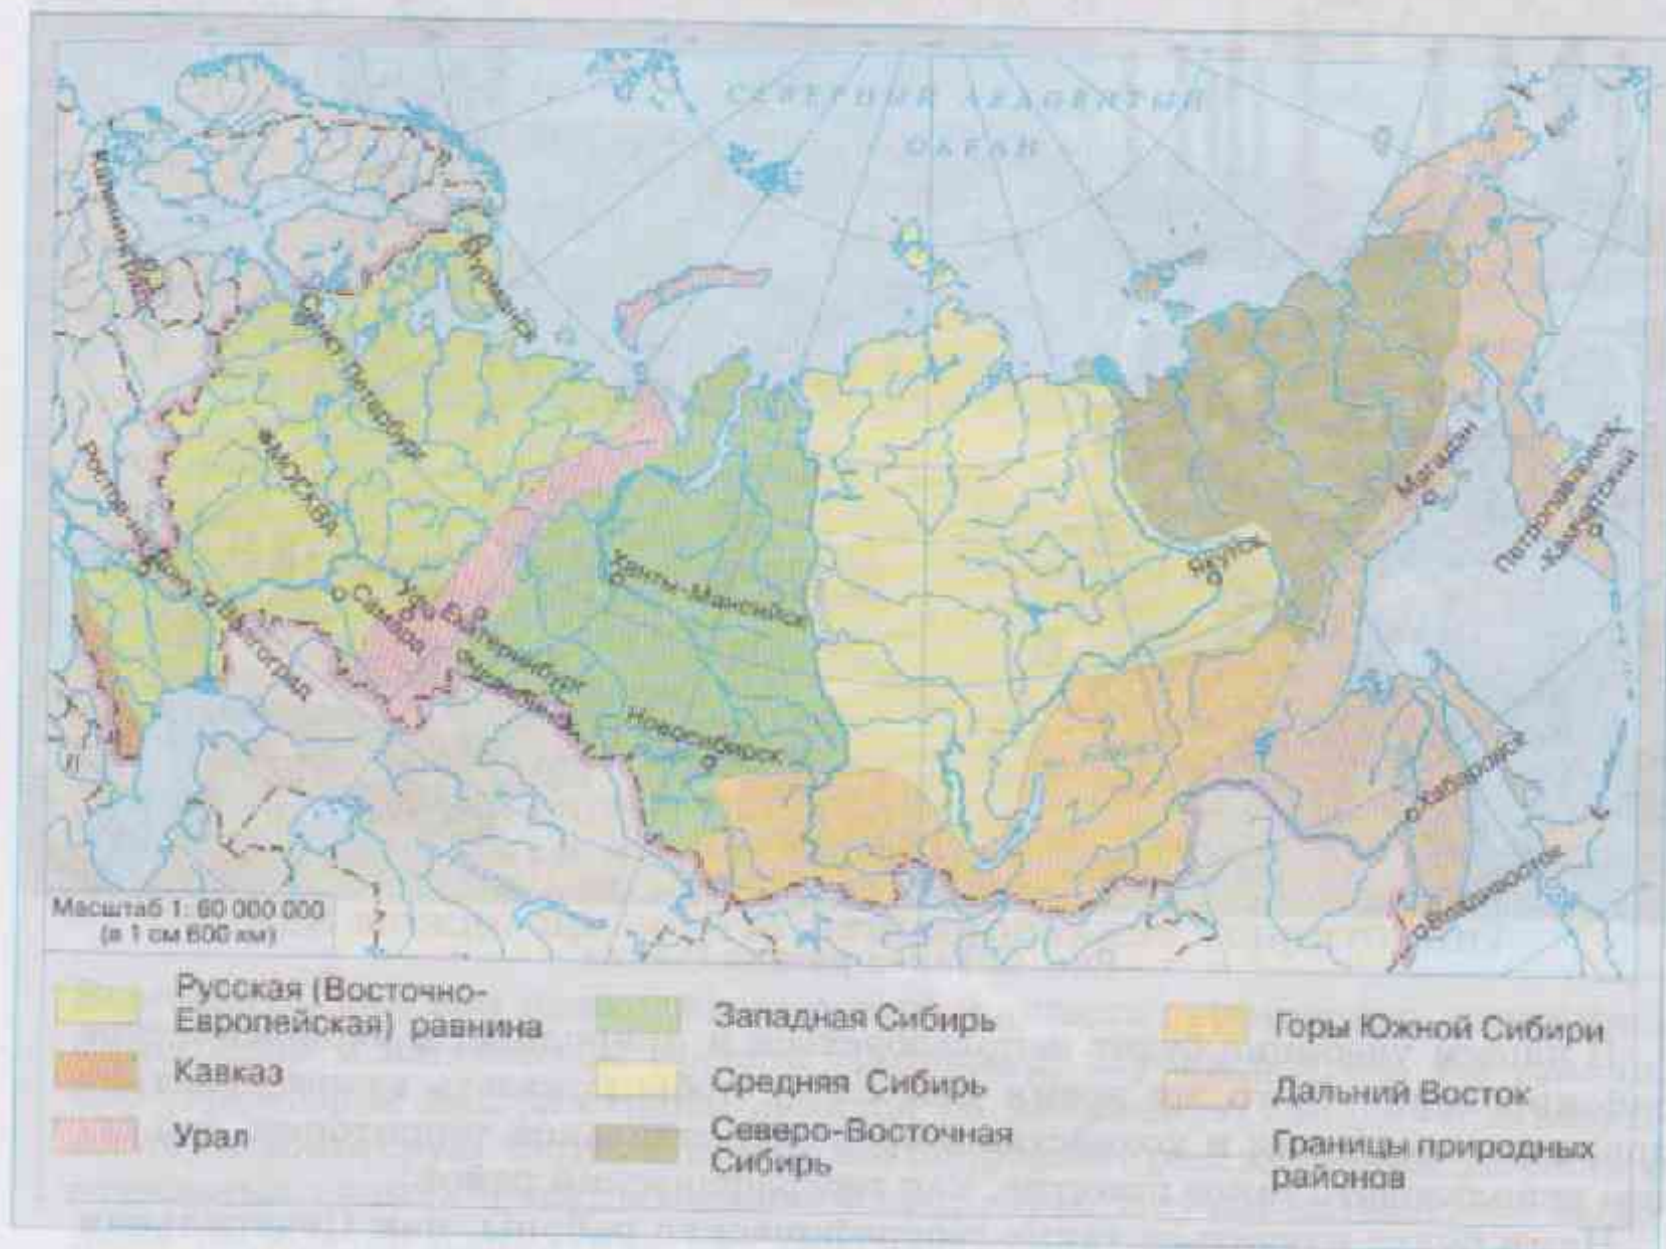 СЕВЕРНЫЙ ЛЕДОВИТЫЙ
ОКЕАН
Калининград
Мурманск
Санкт-Петербург
МОСКВА
Ростов-на-Дону
Волгоград
Самара
Уфа
Екатеринбург
Челябинск
Ханты-Мансийск
Новосибирск
Якутск
Магадан
Петропавловск-
-Камчатский
Хабаровск
Владивосток
Масштаб 1: 60 000 000
(в 1 см 600 км)
Русская (Восточно-
Европейская) равнина
Кавказ
Урал
Западная Сибирь
Средняя Сибирь
Северо-Восточная
Сибирь
Горы Южной Сибири
Дальний Восток
Границы природных
районов